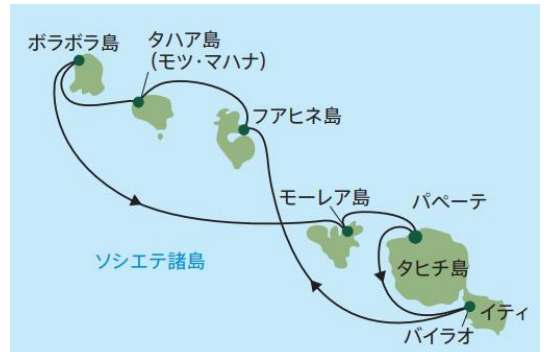 ボラボラ島
タハア島
(モツ・マハナ)
フアヒネ島
モーレア島
パペーテ
ソシエテ諸島
タヒチ島
イティ
バイラオ